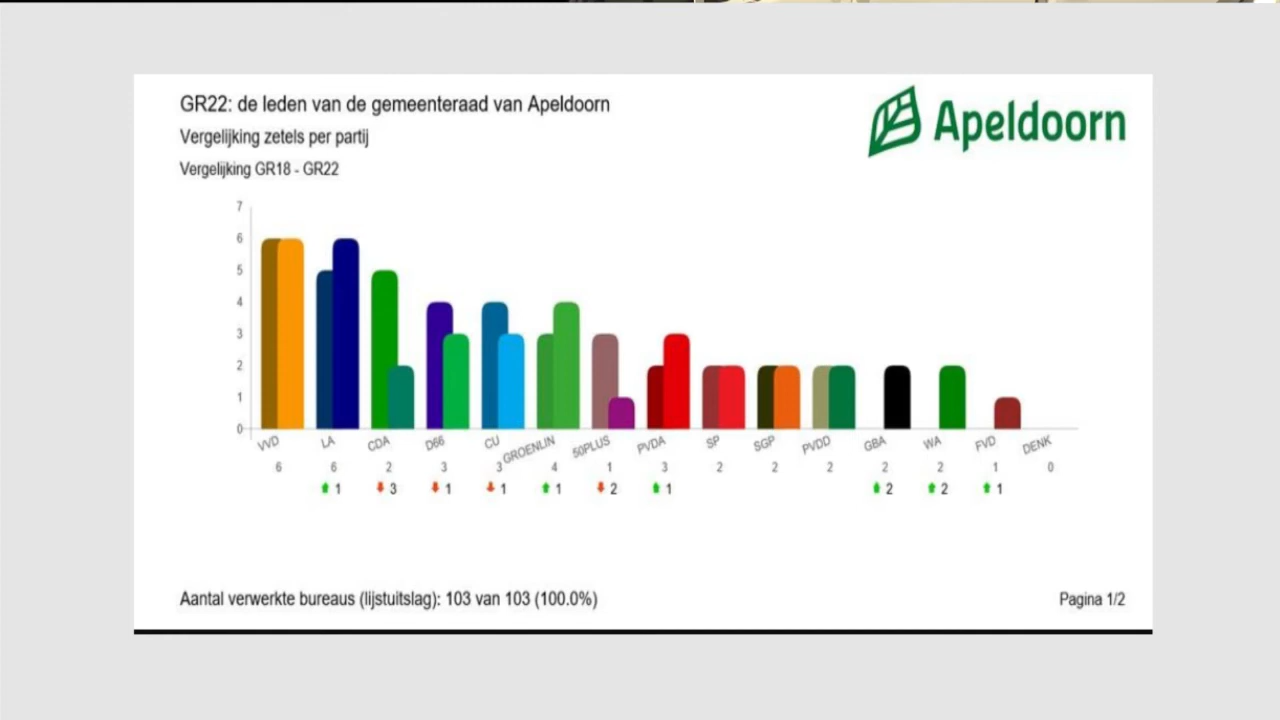 GR22: de leden van de gemeenteraad van Apeldoorn
Apeldoorn
Vergelijking zetels per partij
Vergelijking GR18 - GR22
7
6
5
4
3
2
1
0
VVD LA CDA D66 CU GROENLIN 50PLUS PVDA SP SGP PVDD GBA WA FVD DENK
6 6 2 3 3 4 1 3 2 2 2 2 2 1 0
1 3 1 1 1 2 1 2 2 1
Aantal verwerkte bureaus (lijstuitslag): 103 van 103 (100.0%)
Pagina 1/2